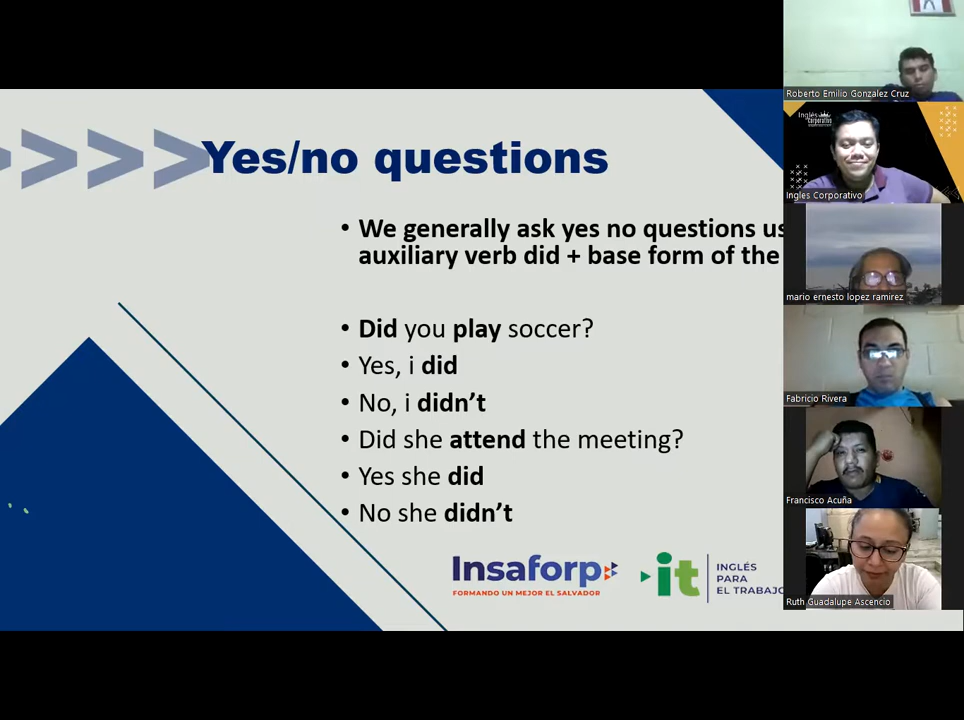 Yes/no questions
• We generally ask yes no questions us
auxiliary verb did + base form of the
• Did you play soccer?
• Yes, i did
• No, i didn't
• Did she attend the meeting?
• Yes she did
• No she didn't
Insaforp
FORMANDO UN MEJOR EL SALVADOR
it
INGLÉS
PARA
EL TRABAJO
Roberto Emilio Gonzalez Cruz
Inglés
corporativo
Ingles Corporativo
mario ernesto lopez ramirez
Fabricio Rivera
Francisco Acuña
Ruth Guadalupe Ascencio